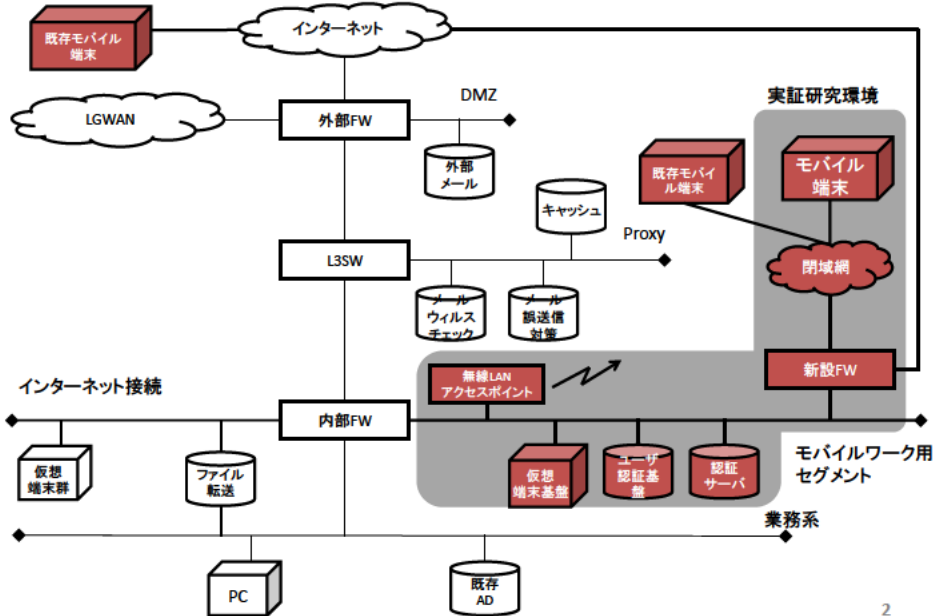 既存モバイル
端末
インターネット
LGWAN
外部FW
DMZ
外部
メール
実証研究環境
既存モバイ
ル端末
モバイル
端末
キャッシュ
Proxy
L3SW
メール
ウィルス
チェック
メール
誤送信
対策
閉域網
新設FW
無線LAN
アクセスポイント
インターネット接続
内部FW
仮想
端末群
ファイル
転送
仮想
端末基盤
ユーザ
認証基
盤
認証
サーバ
モバイルワーク用
セグメント
業務系
PC
既存
AD
2